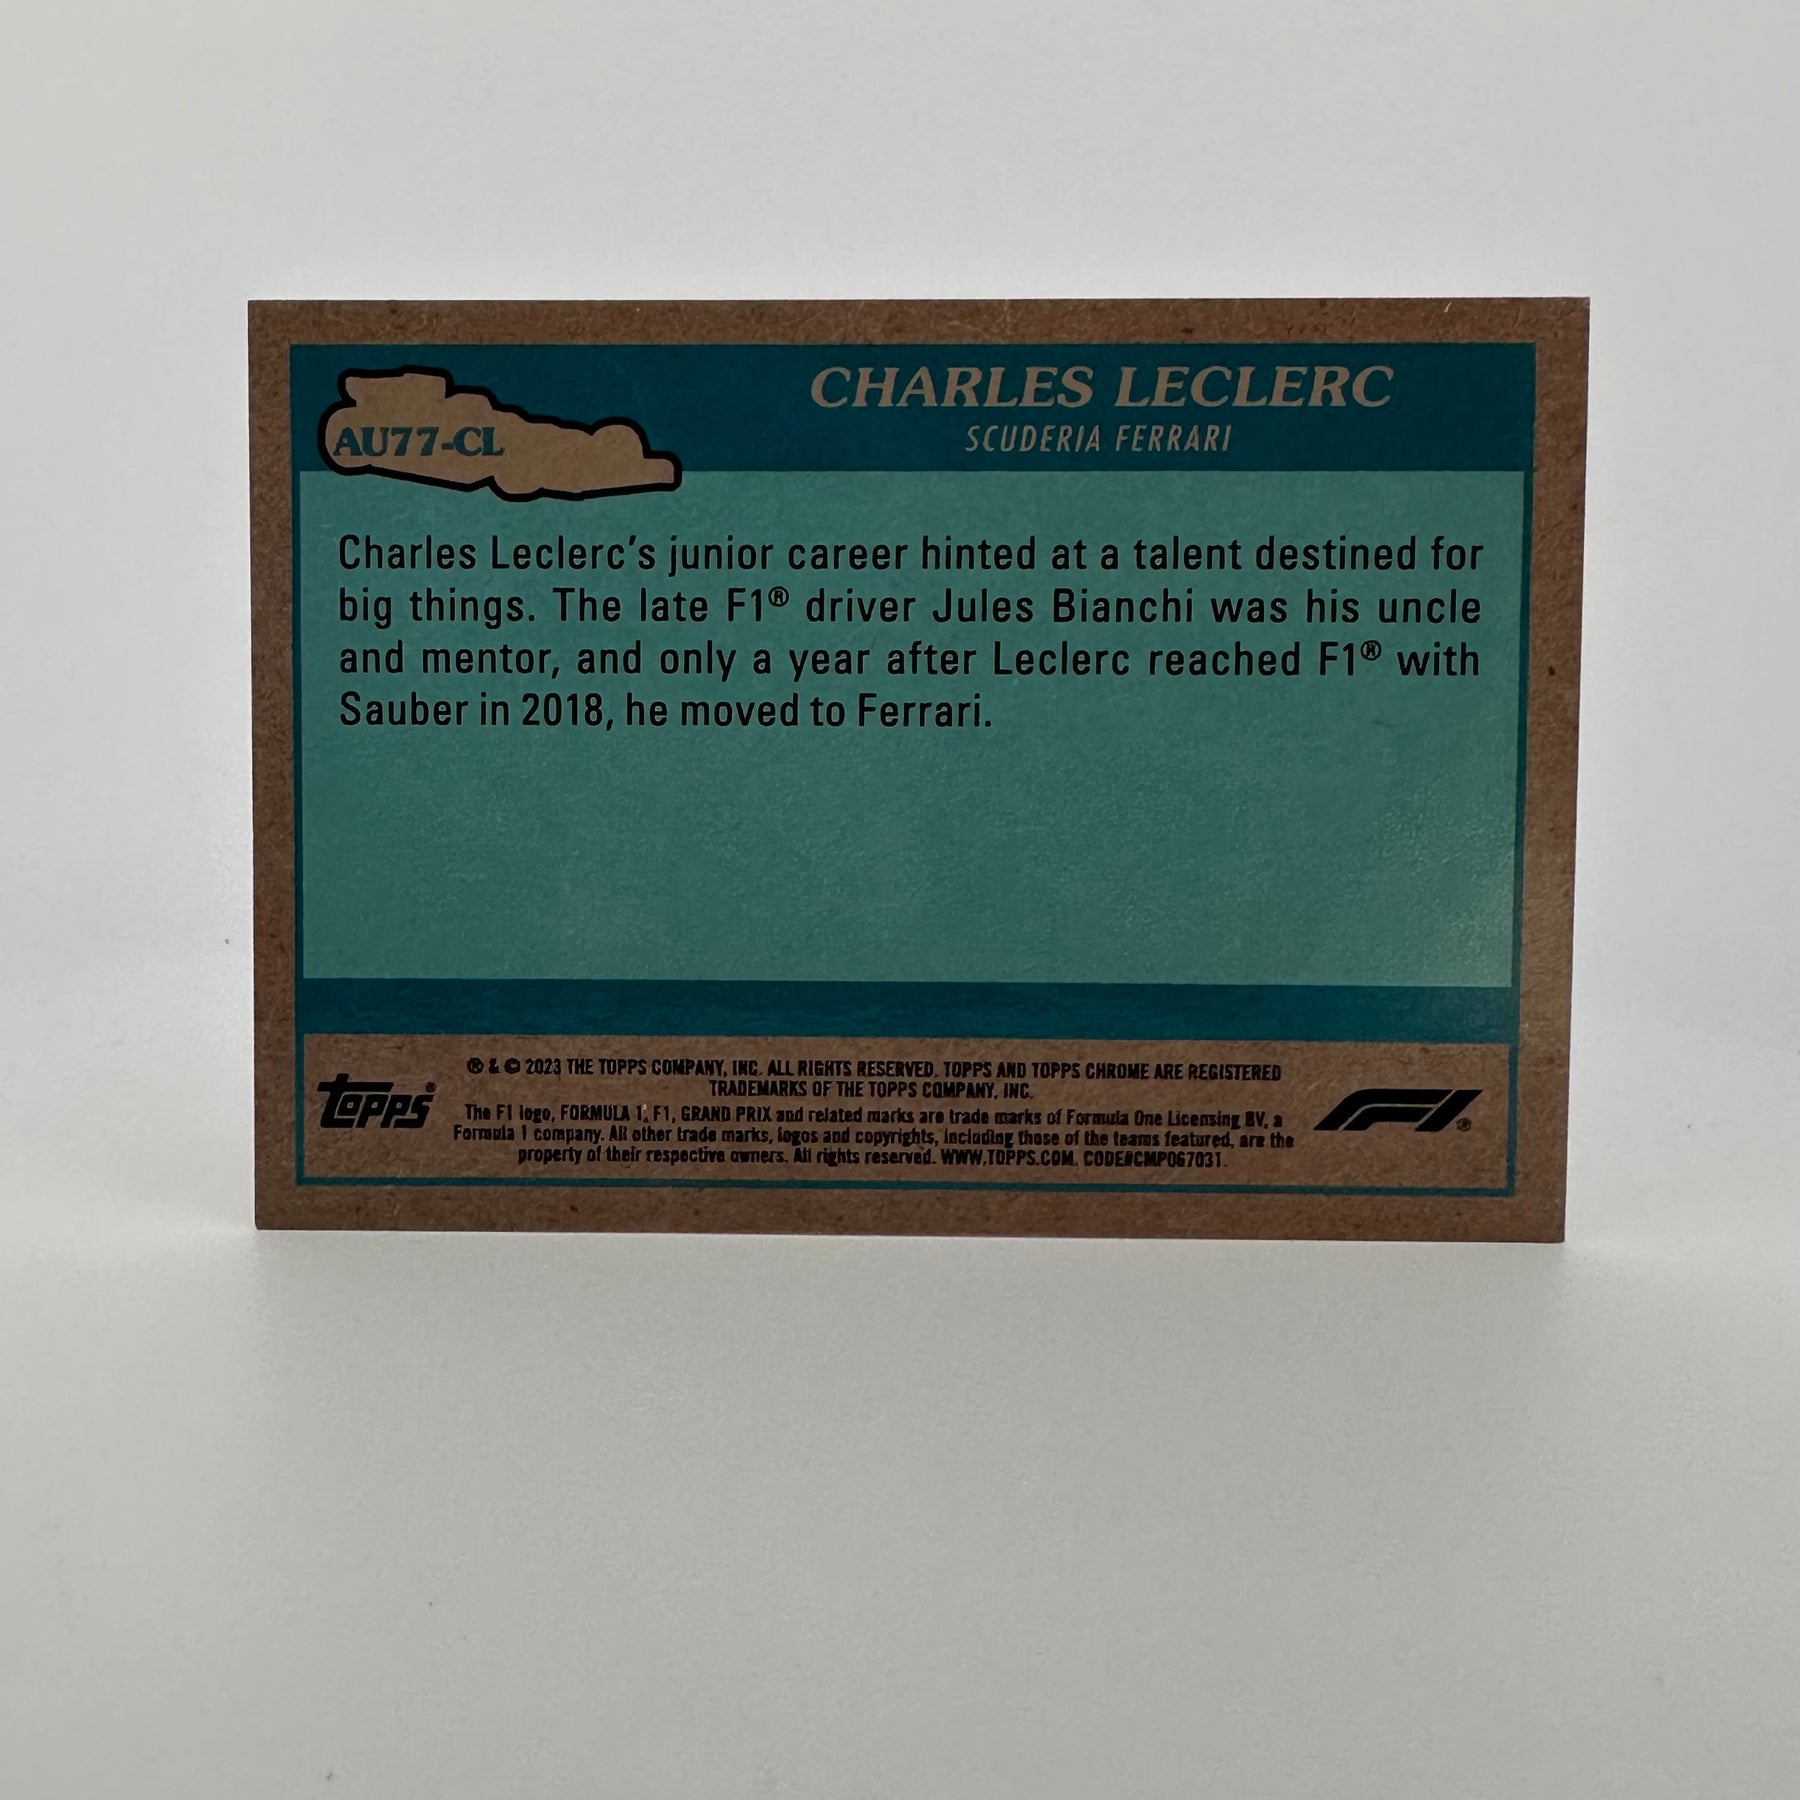 CHARLES LECLERC
SCUDERIA FERRARI
AU77-CL
Charles Leclerc's junior career hinted at a talent destined for
big things. The late F1® driver Jules Bianchi was his uncle
and mentor, and only a year after Leclerc reached F1® with
Sauber in 2018, he moved to Ferrari.
® & © 2023 THE TOPPS COMPANY, INC. ALL RIGHTS RESERVED. TOPPS AND TOPPS CHROME ARE REGISTERED
TRADEMARKS OF THE TOPPS COMPANY, INC.
The F1 logo, FORMULA 1, F1, GRAND PRIX and related marks are trade marks of Formula One Licensing BV, a
Formula 1 company. All other trade marks, logos and copyrights, including those of the teams featured, are the
property of their respective owners. All rights reserved. WWW.TOPPS.COM. CODE#CMP067031.
topps®
F1®